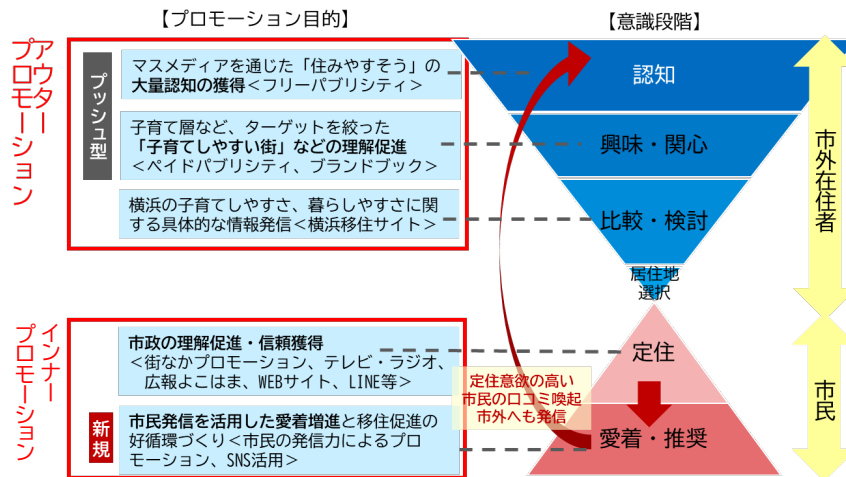 【プロモーション目的】
【意識段階】
アウター
プロモーション
プッシュ型
マスメディアを通じた「住みやすそう」の
大量認知の獲得<フリーパブリシティ>
子育て層など、ターゲットを絞った
「子育てしやすい街」などの理解促進
<ペイドパブリシティ、ブランドブック>
横浜の子育てしやすさ、暮らしやすさに関
する具体的な情報発信<横浜移住サイト>
認知
興味・関心
比較・検討
居住地
選択
市外在住者
インナー
プロモーション
市政の理解促進・信頼獲得
<街なかプロモーション、テレビ・ラジオ、
広報よこはま、WEBサイト、LINE等>
新規
市民発信を活用した愛着増進と移住促進の
好循環づくり<市民の発信力によるプロ
モーション、SNS活用>
定住意欲の高い
市民の口コミ喚起
市外へも発信
定住
愛着・推奨
市民